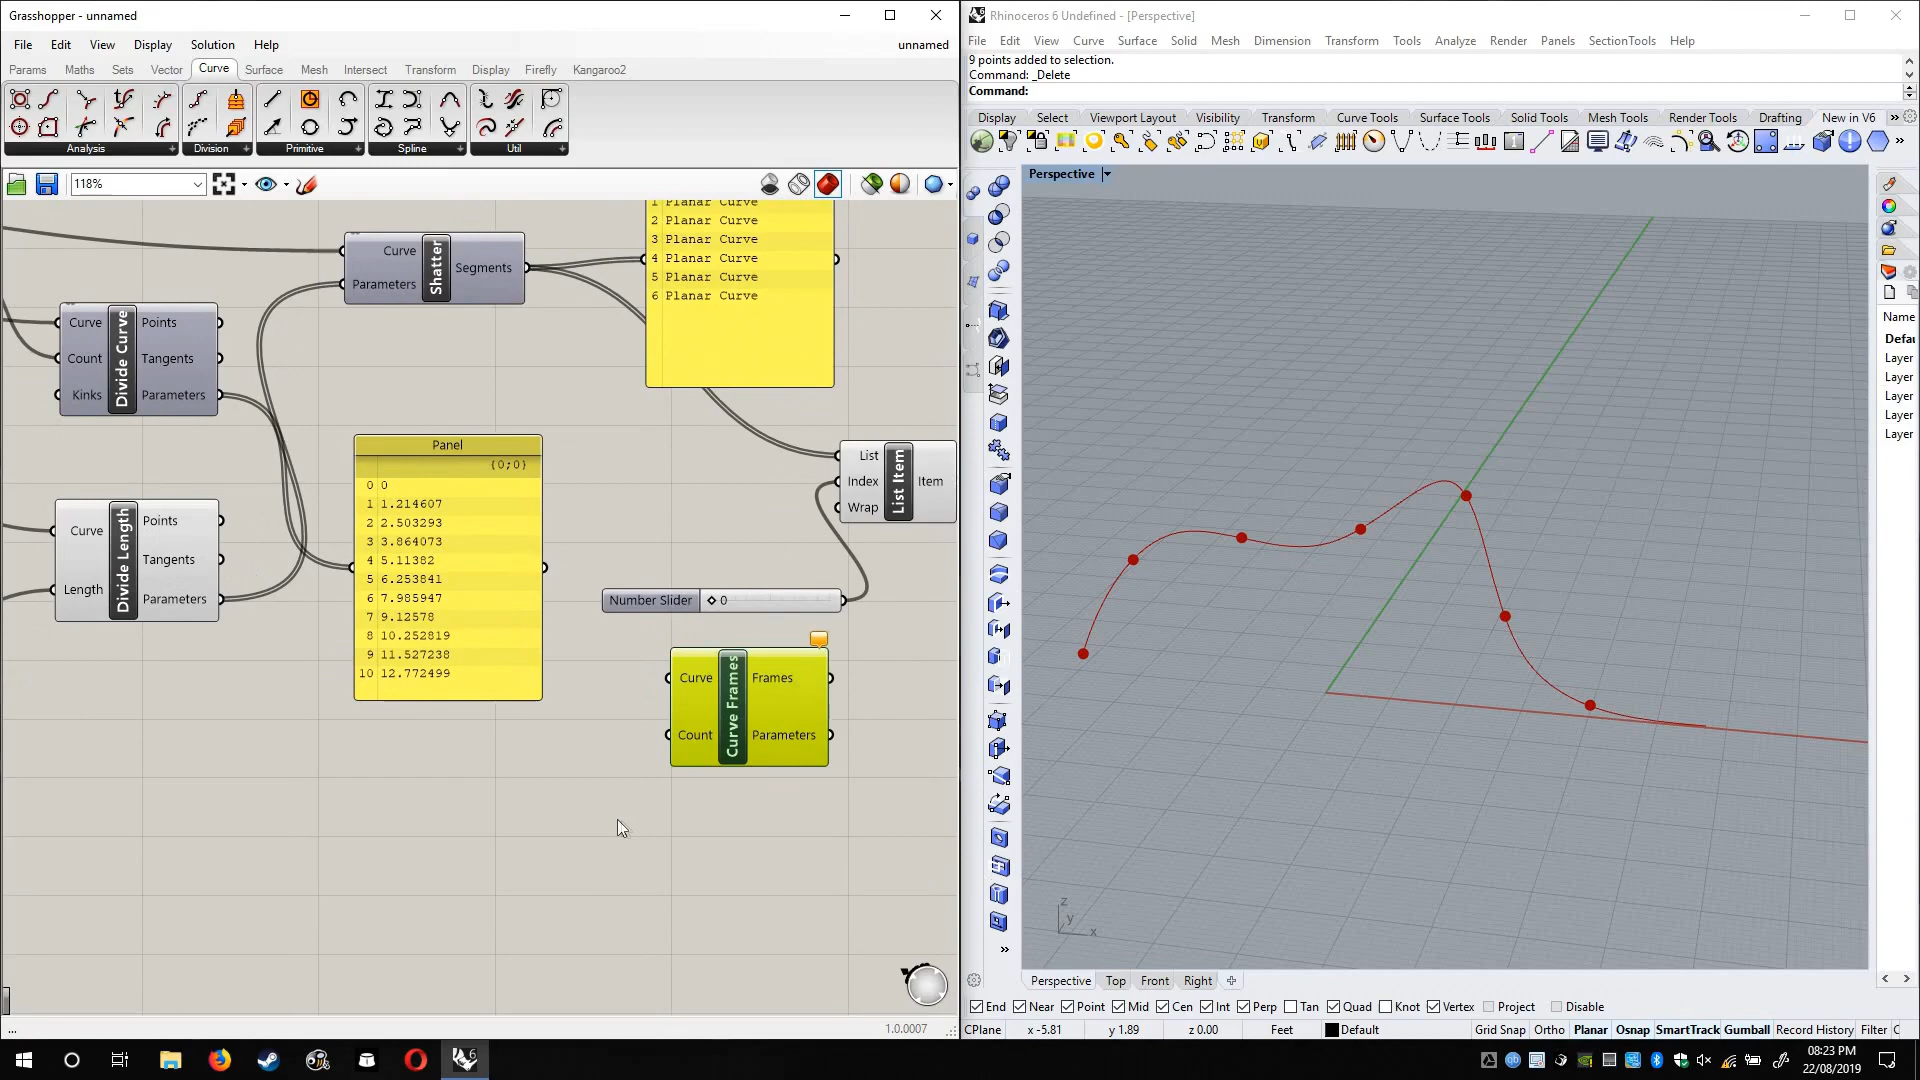 Grasshopper - unnamed
File Edit View Display Solution Help
unnamed
Params Maths Sets Vector Curve Surface Mesh Intersect Transform Display Firefly Kangaroo2
Analysis
Division
Primitive
Spline
Util
118%
Curve
Parameters
Shatter
Segments
1 Planar Curve
2 Planar Curve
3 Planar Curve
4 Planar Curve
5 Planar Curve
6 Planar Curve
Curve
Count
Kinks
Divide Curve
Points
Tangents
Parameters
Panel
{0;0}
0 0
1 1.214607
2 2.503293
3 3.864073
4 5.11382
5 6.253841
6 7.985947
7 9.12578
8 10.252819
9 11.527238
10 12.772499
List
Index
Wrap
List Item
Item
Curve
Length
Divide Length
Points
Tangents
Parameters
Number Slider
0
Curve
Count
Curve Frames
Frames
Parameters
...
1.0.0007
Rhinoceros 6 Undefined - [Perspective]
File Edit View Curve Surface Solid Mesh Dimension Transform Tools Analyze Render Panels SectionTools Help
9 points added to selection.
Command: _Delete
Command:
Display Select Viewport Layout Visibility Transform Curve Tools Surface Tools Solid Tools Mesh Tools Render Tools Drafting New in V6
Perspective
Name
Defau
Layer
Layer
Layer
Layer
Layer
z
y
x
Perspective Top Front Right
End Near Point Mid Cen Int Perp Tan Quad Knot Vertex Project Disable
CPlane x -5.81 y 1.89 z 0.00 Feet Default Grid Snap Ortho Planar Osnap SmartTrack Gumball Record History Filter C
6
08:23 PM
22/08/2019